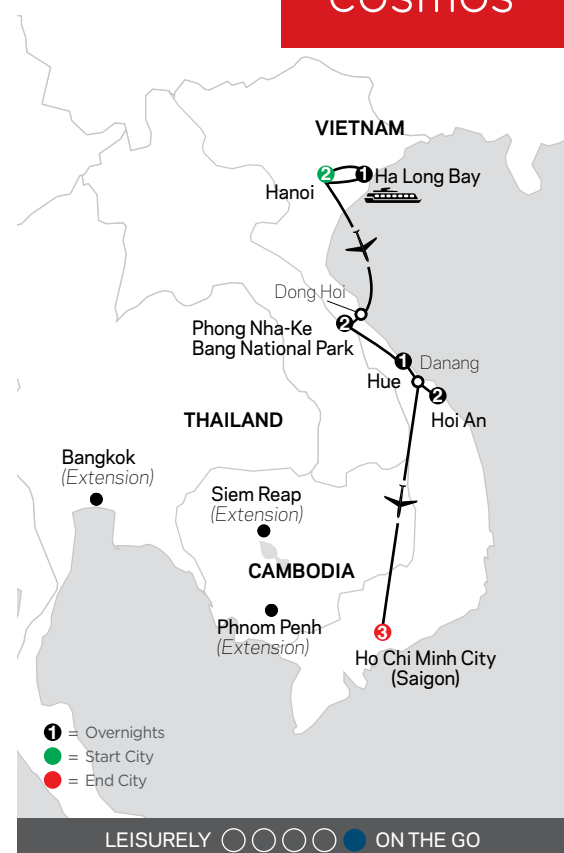 cosmos
VIETNAM
2
1
Ha Long Bay
Hanoi
Dong Hoi
2
Phong Nha-Ke
Bang National Park
1
Danang
Hue
2
Hoi An
THAILAND
Bangkok
(Extension)
Siem Reap
(Extension)
CAMBODIA
Phnom Penh
(Extension)
3
Ho Chi Minh City
(Saigon)
1 = Overnights
= Start City
= End City
LEISURELY ON THE GO